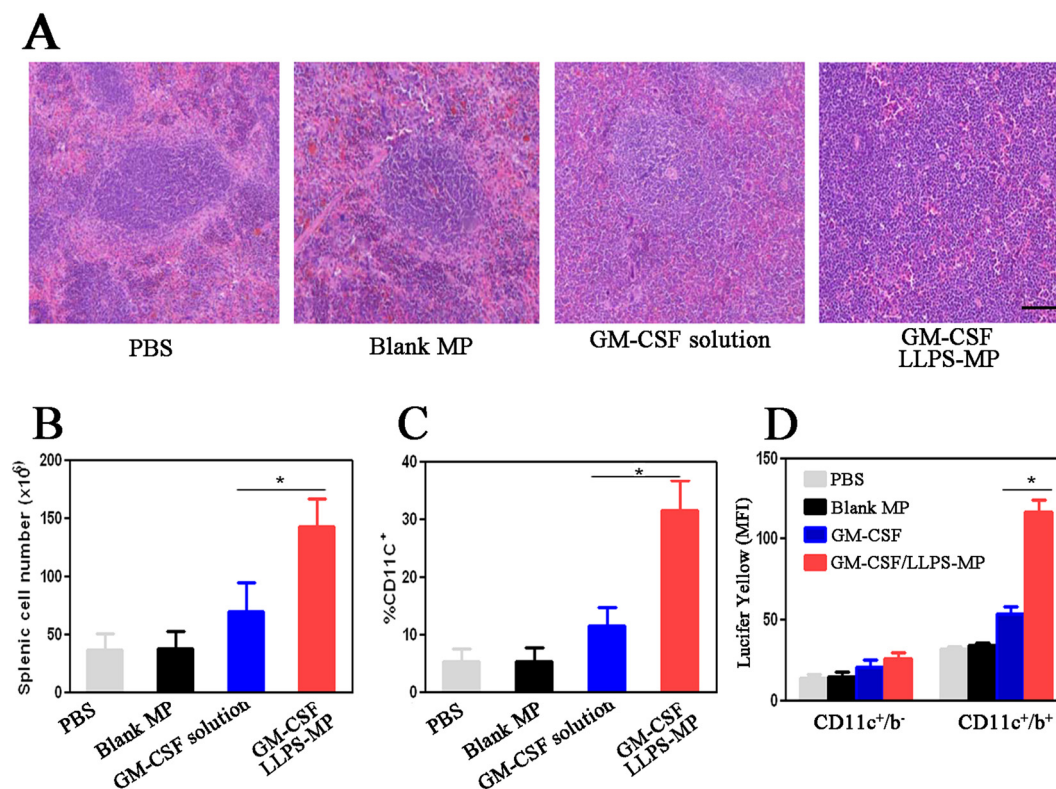 A
PBS
Blank MP
GM-CSF solution
GM-CSF
LLPS-MP
B
Splenic cell number (x10⁶)
200
150
100
50
0
*
PBS
Blank MP
GM-CSF solution
GM-CSF
LLPS-MP
C
%CD11C⁺
40
30
20
10
0
*
PBS
Blank MP
GM-CSF solution
GM-CSF
LLPS-MP
D
Lucifer Yellow (MFI)
150
100
50
0
PBS
Blank MP
GM-CSF
GM-CSF/LLPS-MP
*
CD11c⁺/b⁻
CD11c⁺/b⁺